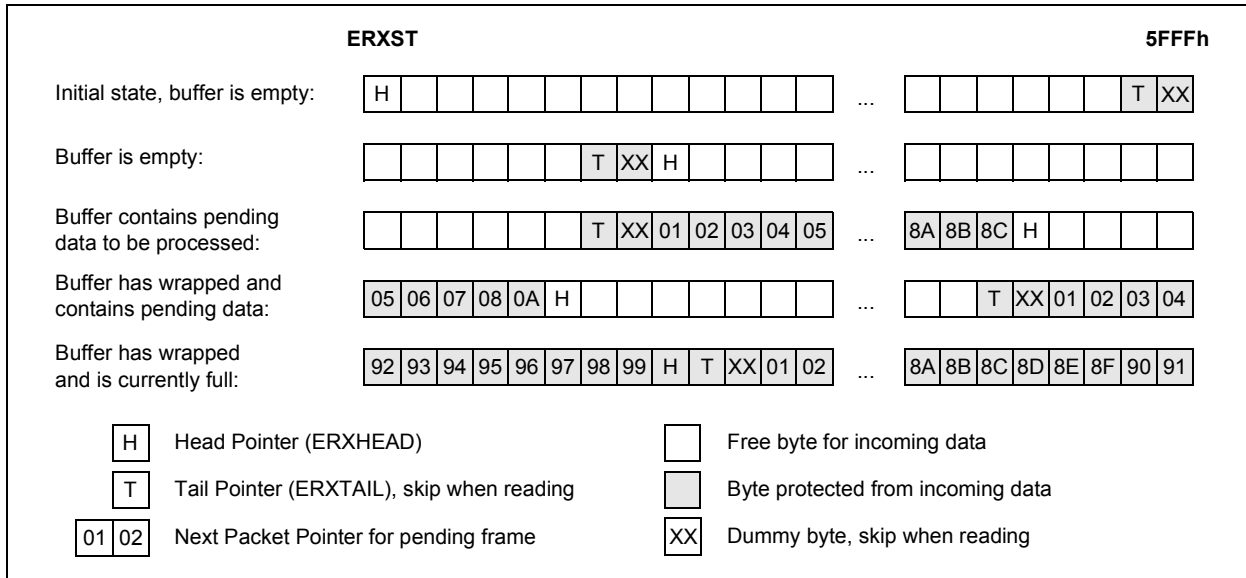 ERXST 5FFFh
Initial state, buffer is empty: H ... T XX
Buffer is empty: T XX H ...
Buffer contains pending
data to be processed: T XX 01 02 03 04 05 ... 8A 8B 8C H
Buffer has wrapped and
contains pending data: 05 06 07 08 0A H ... T XX 01 02 03 04
Buffer has wrapped
and is currently full: 92 93 94 95 96 97 98 99 H T XX 01 02 ... 8A 8B 8C 8D 8E 8F 90 91
H Head Pointer (ERXHEAD) Free byte for incoming data
T Tail Pointer (ERXTAIL), skip when reading Byte protected from incoming data
01 02 Next Packet Pointer for pending frame XX Dummy byte, skip when reading